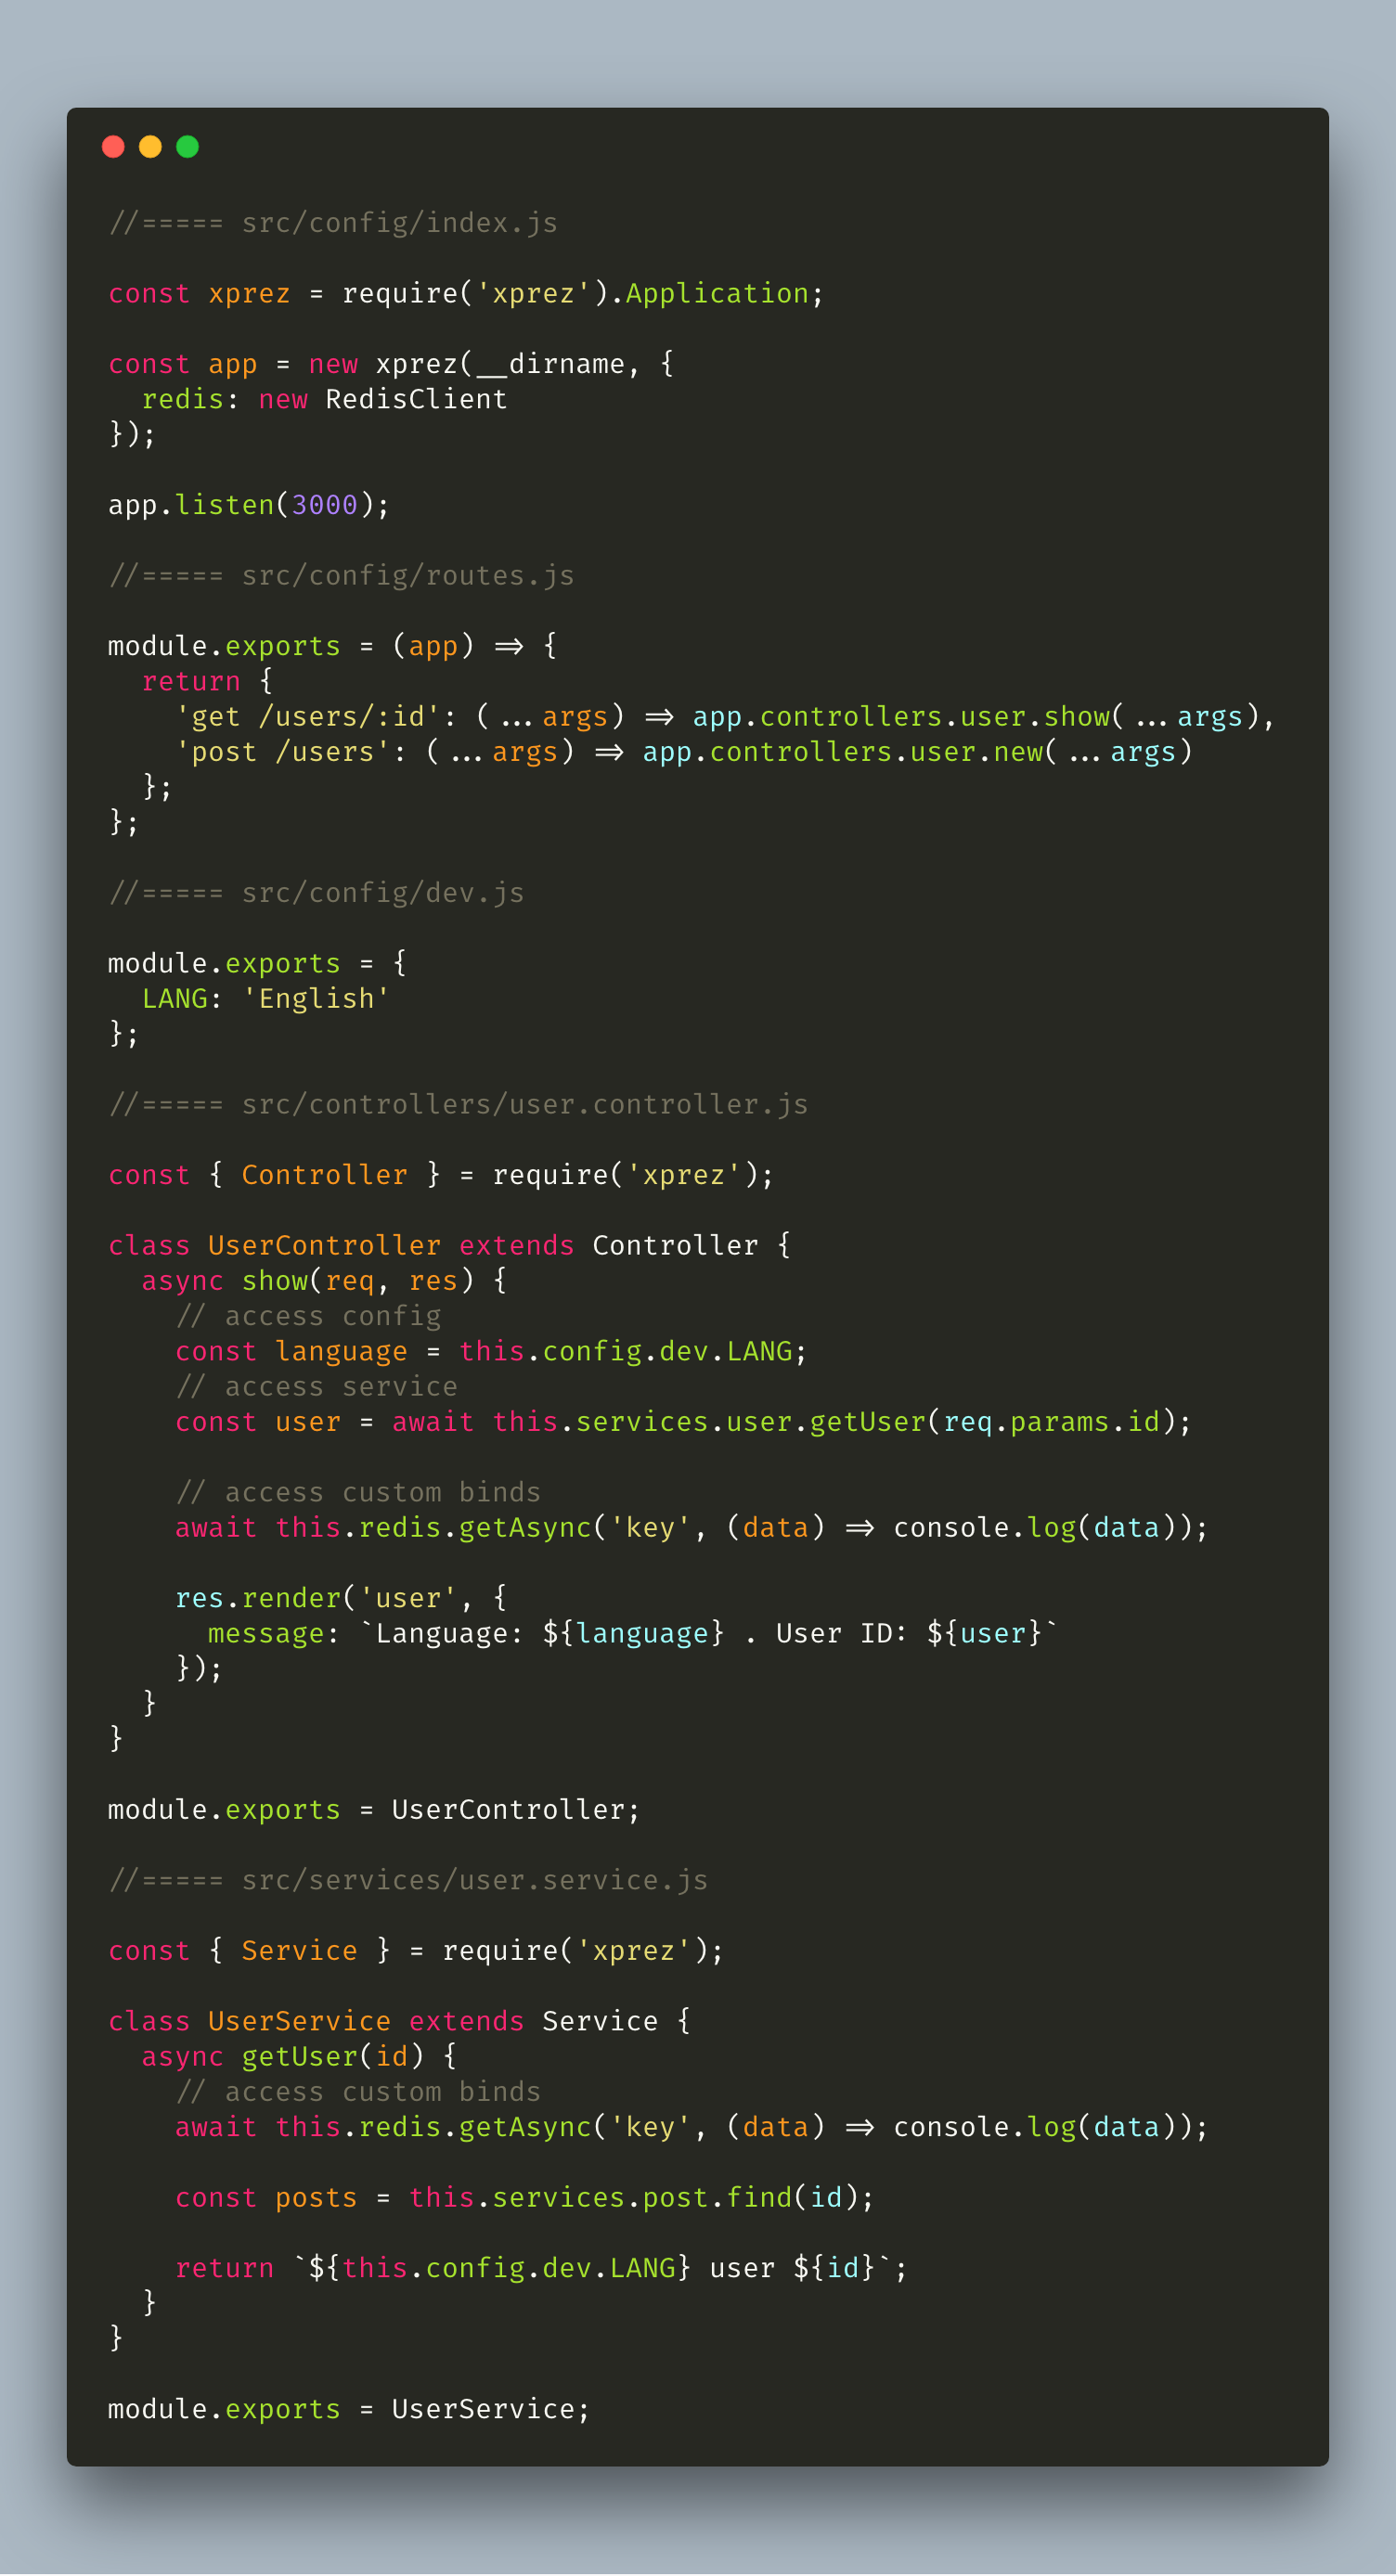 //===== src/config/index.js

const xprez = require('xprez').Application;

const app = new xprez(__dirname, {
  redis: new RedisClient
});

app.listen(3000);

//===== src/config/routes.js

module.exports = (app) => {
  return {
    'get /users/:id': (...args) => app.controllers.user.show(...args),
    'post /users': (...args) => app.controllers.user.new(...args)
  };
};

//===== src/config/dev.js

module.exports = {
  LANG: 'English'
};

//===== src/controllers/user.controller.js

const { Controller } = require('xprez');

class UserController extends Controller {
  async show(req, res) {
    // access config
    const language = this.config.dev.LANG;
    // access service
    const user = await this.services.user.getUser(req.params.id);

    // access custom binds
    await this.redis.getAsync('key', (data) => console.log(data));

    res.render('user', {
      message: `Language: ${language} . User ID: ${user}`
    });
  }
}

module.exports = UserController;

//===== src/services/user.service.js

const { Service } = require('xprez');

class UserService extends Service {
  async getUser(id) {
    // access custom binds
    await this.redis.getAsync('key', (data) => console.log(data));

    const posts = this.services.post.find(id);

    return `${this.config.dev.LANG} user ${id}`;
  }
}

module.exports = UserService;